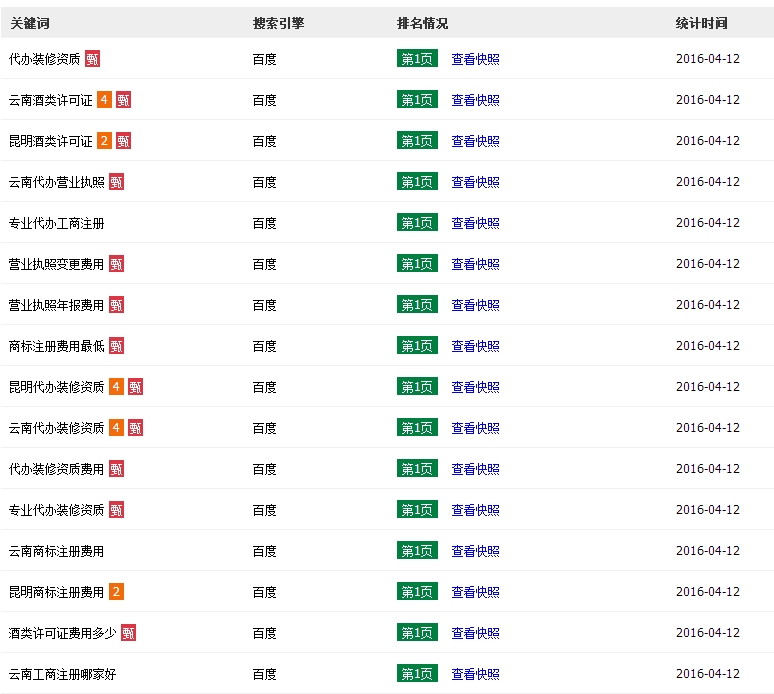 关键词 搜索引擎 排名情况 统计时间
代办装修资质 甄 百度 第1页 查看快照 2016-04-12
云南酒类许可证 4 甄 百度 第1页 查看快照 2016-04-12
昆明酒类许可证 2 甄 百度 第1页 查看快照 2016-04-12
云南代办营业执照 甄 百度 第1页 查看快照 2016-04-12
专业代办工商注册 百度 第1页 查看快照 2016-04-12
营业执照变更费用 甄 百度 第1页 查看快照 2016-04-12
营业执照年报费用 甄 百度 第1页 查看快照 2016-04-12
商标注册费用最低 甄 百度 第1页 查看快照 2016-04-12
昆明代办装修资质 4 甄 百度 第1页 查看快照 2016-04-12
云南代办装修资质 4 甄 百度 第1页 查看快照 2016-04-12
代办装修资质费用 甄 百度 第1页 查看快照 2016-04-12
专业代办装修资质 甄 百度 第1页 查看快照 2016-04-12
云南商标注册费用 百度 第1页 查看快照 2016-04-12
昆明商标注册费用 2 百度 第1页 查看快照 2016-04-12
酒类许可证费用多少 甄 百度 第1页 查看快照 2016-04-12
云南工商注册哪家好 百度 第1页 查看快照 2016-04-12